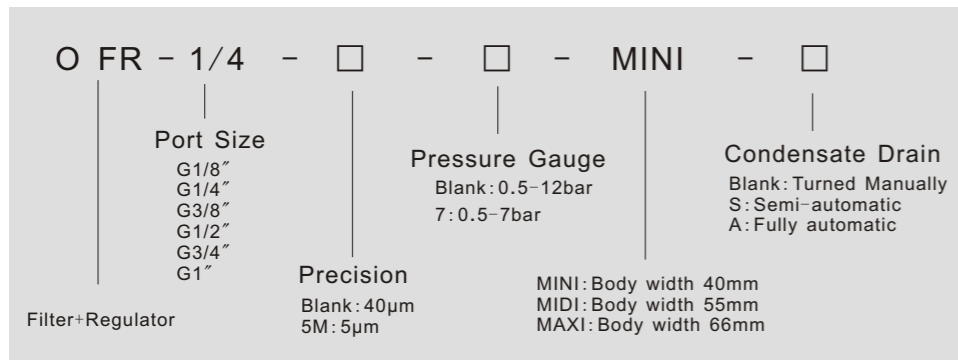 O FR - 1/4 - □ - □ - MINI - □
Port Size
G1/8″
G1/4″
G3/8″
G1/2″
G3/4″
G1″
Pressure Gauge
Blank:0.5-12bar
7:0.5-7bar
Condensate Drain
Blank:Turned Manually
S:Semi-automatic
A:Fully automatic
Precision
Blank:40μm
5M:5μm
MINI:Body width 40mm
MIDI:Body width 55mm
MAXI:Body width 66mm
Filter+Regulator